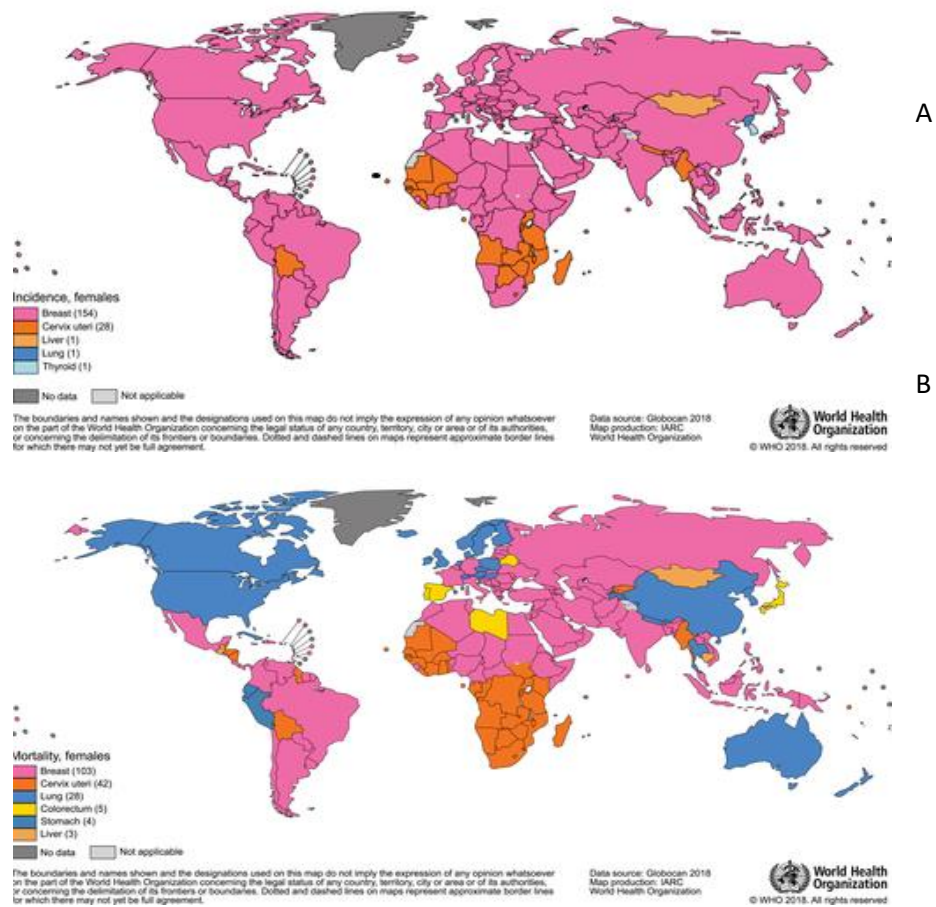 A
Incidence, females
Breast (154)
Cervix uteri (28)
Liver (1)
Lung (1)
Thyroid (1)
No data
Not applicable
B
The boundaries and names shown and the designations used on this map do not imply the expression of any opinion whatsoever
on the part of the World Health Organization concerning the legal status of any country, territory, city or area or of its authorities,
or concerning the delimitation of its frontiers or boundaries. Dotted and dashed lines on maps represent approximate border lines
for which there may not yet be full agreement.
Data source: Globocan 2018
Map production: IARC
World Health Organization
World Health
Organization
© WHO 2018. All rights reserved
Mortality, females
Breast (103)
Cervix uteri (42)
Lung (28)
Colorectum (5)
Stomach (4)
Liver (3)
No data
Not applicable
The boundaries and names shown and the designations used on this map do not imply the expression of any opinion whatsoever
on the part of the World Health Organization concerning the legal status of any country, territory, city or area or of its authorities,
or concerning the delimitation of its frontiers or boundaries. Dotted and dashed lines on maps represent approximate border lines
for which there may not yet be full agreement.
Data source: Globocan 2018
Map production: IARC
World Health Organization
World Health
Organization
© WHO 2018. All rights reserved